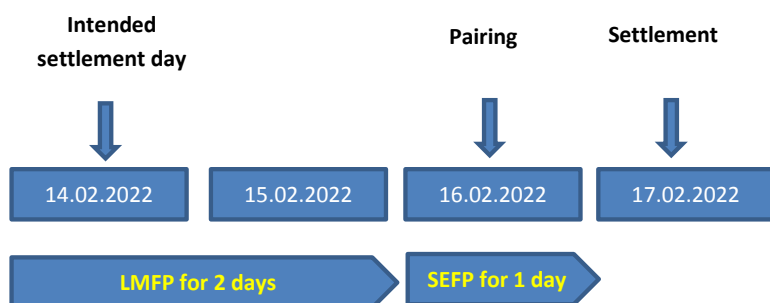 Intended
settlement day
Pairing
Settlement
14.02.2022
15.02.2022
16.02.2022
17.02.2022
LMFP for 2 days
SEFP for 1 day